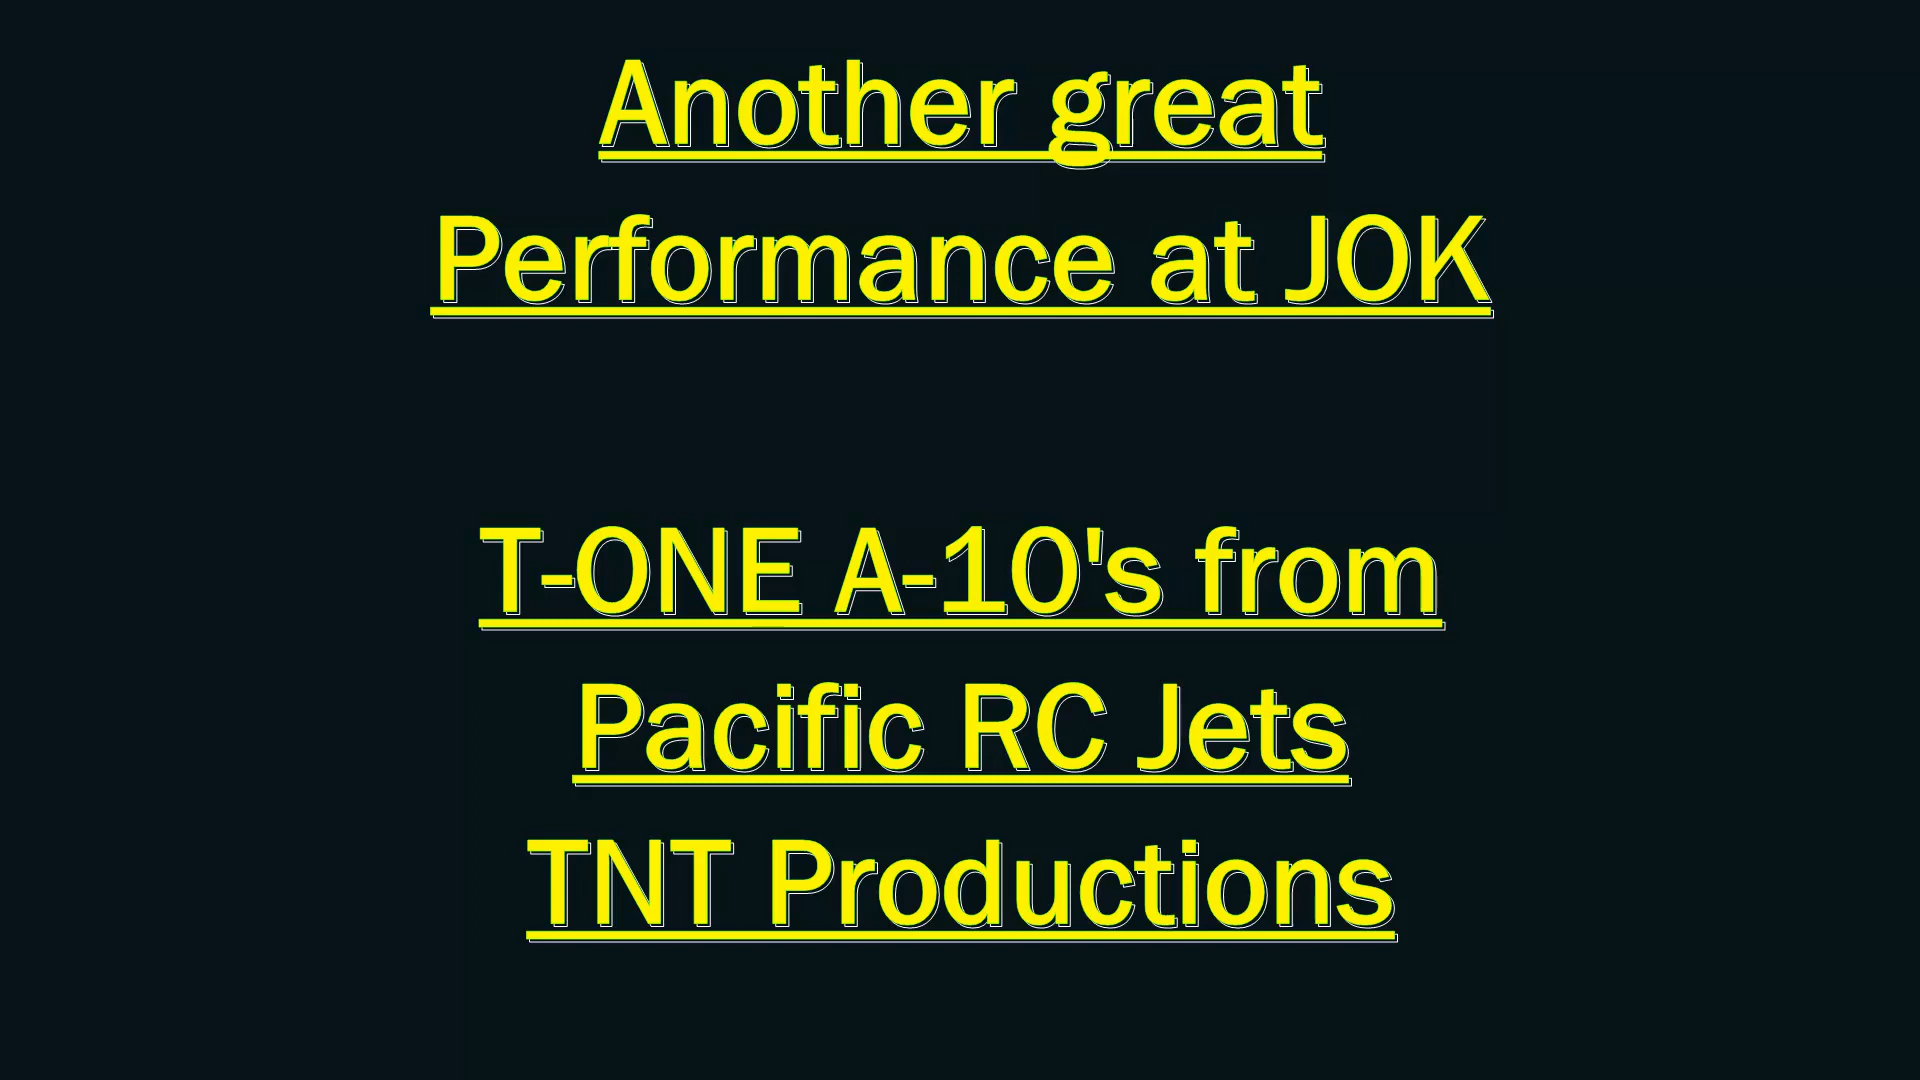 Another great
Performance at JOK
T-ONE A-10's from
Pacific RC Jets
TNT Productions